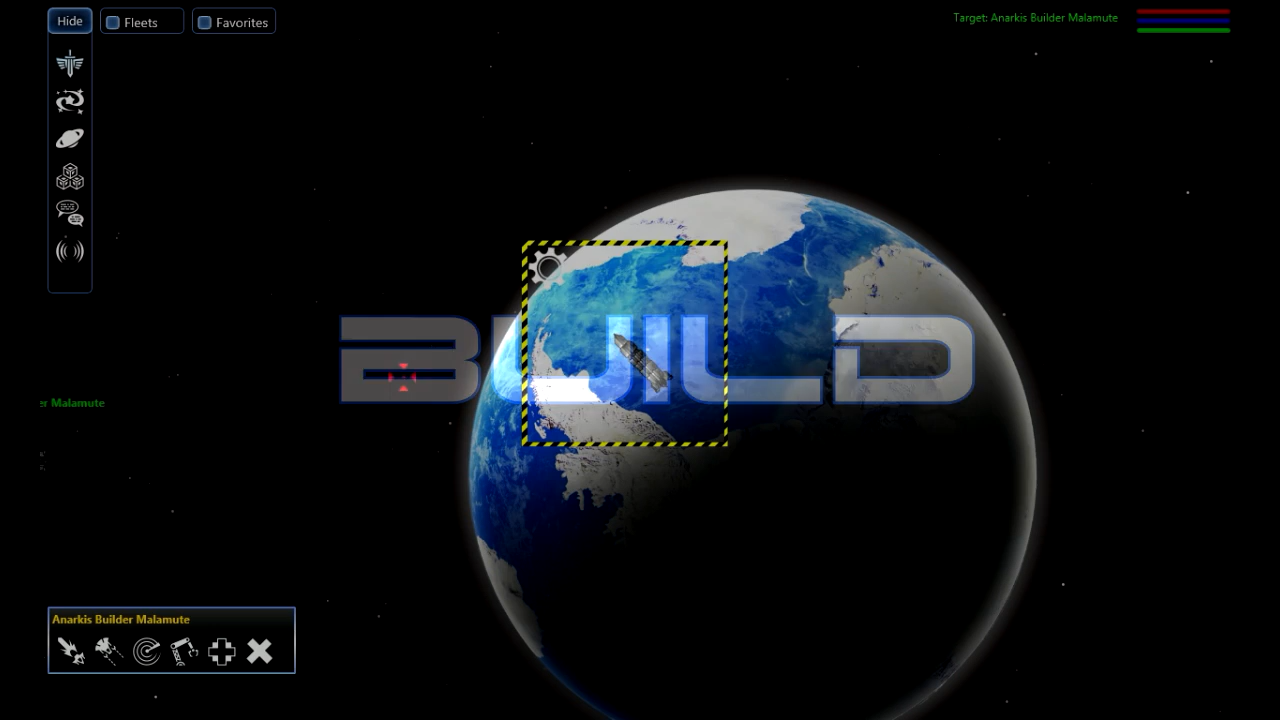 Hide
Fleets
Favorites
Target: Anarkis Builder Malamute
BUILD
er Malamute
Anarkis Builder Malamute